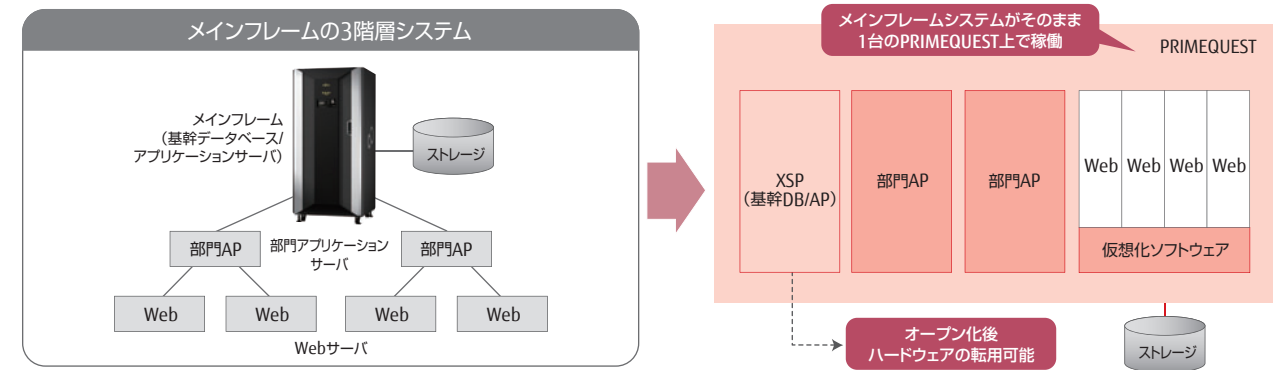 メインフレームの3階層システム
メインフレーム
(基幹データベース/
アプリケーションサーバ)
ストレージ
部門AP
部門アプリケーション
サーバ
部門AP
Web
Web
Web
Web
Webサーバ
メインフレームシステムがそのまま
1台のPRIMEQUEST上で稼働
PRIMEQUEST
XSP
(基幹DB/AP)
部門AP
部門AP
Web
Web
Web
Web
仮想化ソフトウェア
オープン化後
ハードウェアの転用可能
ストレージ